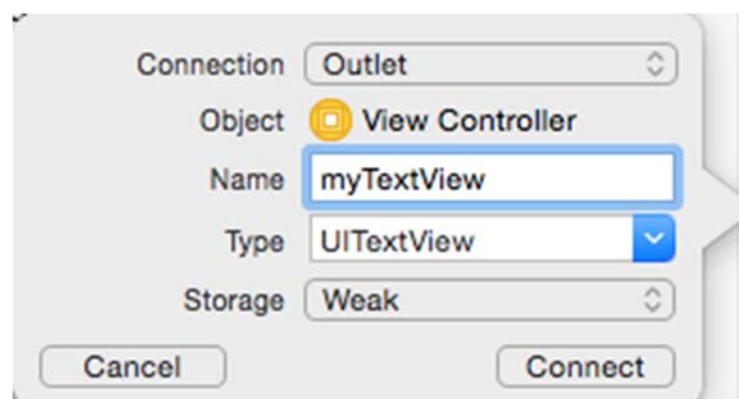 Connection Outlet
Object View Controller
Name myTextView
Type UITextView
Storage Weak
Cancel Connect